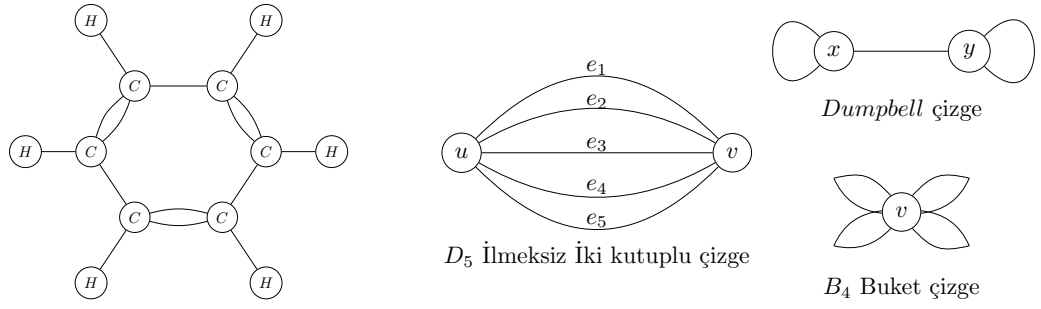 H
H
C
C
H
C
C
H
C
C
H
H
e1
e2
u
e3
v
e4
e5
D5 İlmeksiz İki kutuplu çizge
x
y
Dumpbell çizge
v
B4 Buket çizge